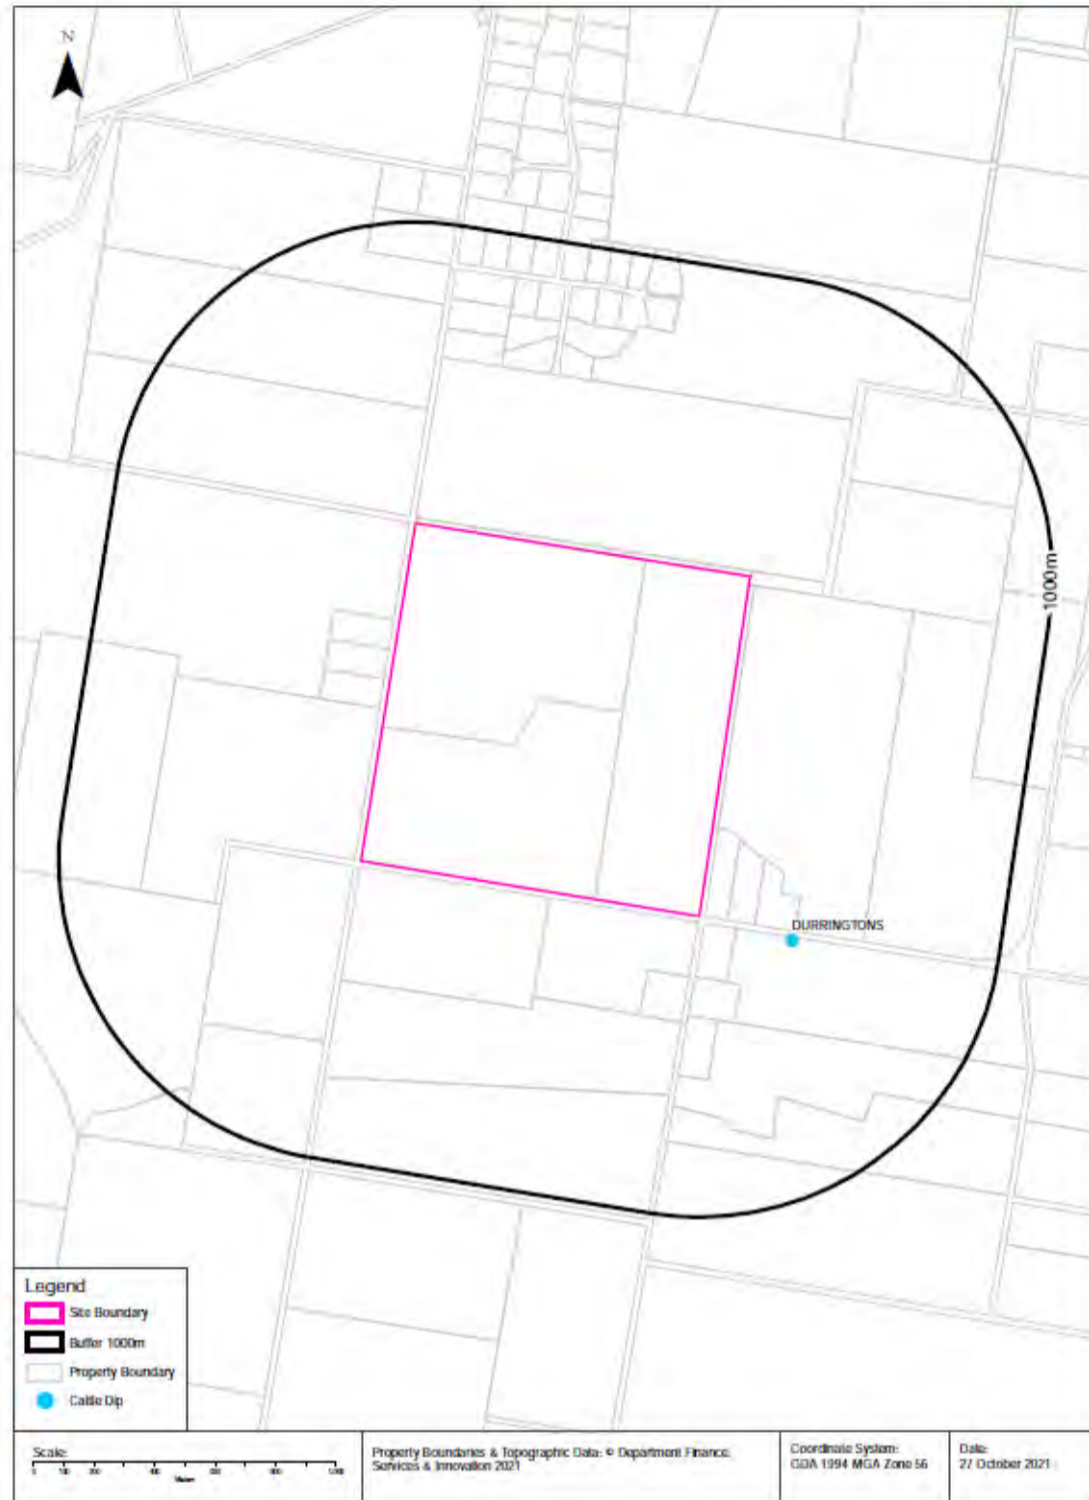 N
1000m
DURRINGTONS
Legend
Site Boundary
Buffer 1000m
Property Boundary
Cattle Dip
Scale:
Property Boundaries & Topographic Data: © Department Finance,
Services & Innovation 2021
Coordinate System:
GDA 1994 MGA Zone 56
Date:
27 October 2021